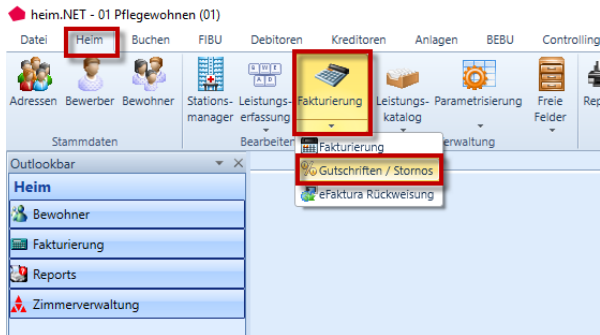 heim.NET - 01 Pflegewohnen (01)
Datei Heim Buchen FIBU Debitoren Kreditoren Anlagen BEBU Controlling
Adressen Bewerber Bewohner Stations- Leistungs- Fakturierung Leistungs- Parametrisierung Freie
manager erfassung katalog Felder
Stammdaten Bearbeiten
Fakturierung
Gutschriften / Stornos
eFaktura Rückweisung
Outlookbar
Heim
Bewohner
Fakturierung
Reports
Zimmerverwaltung